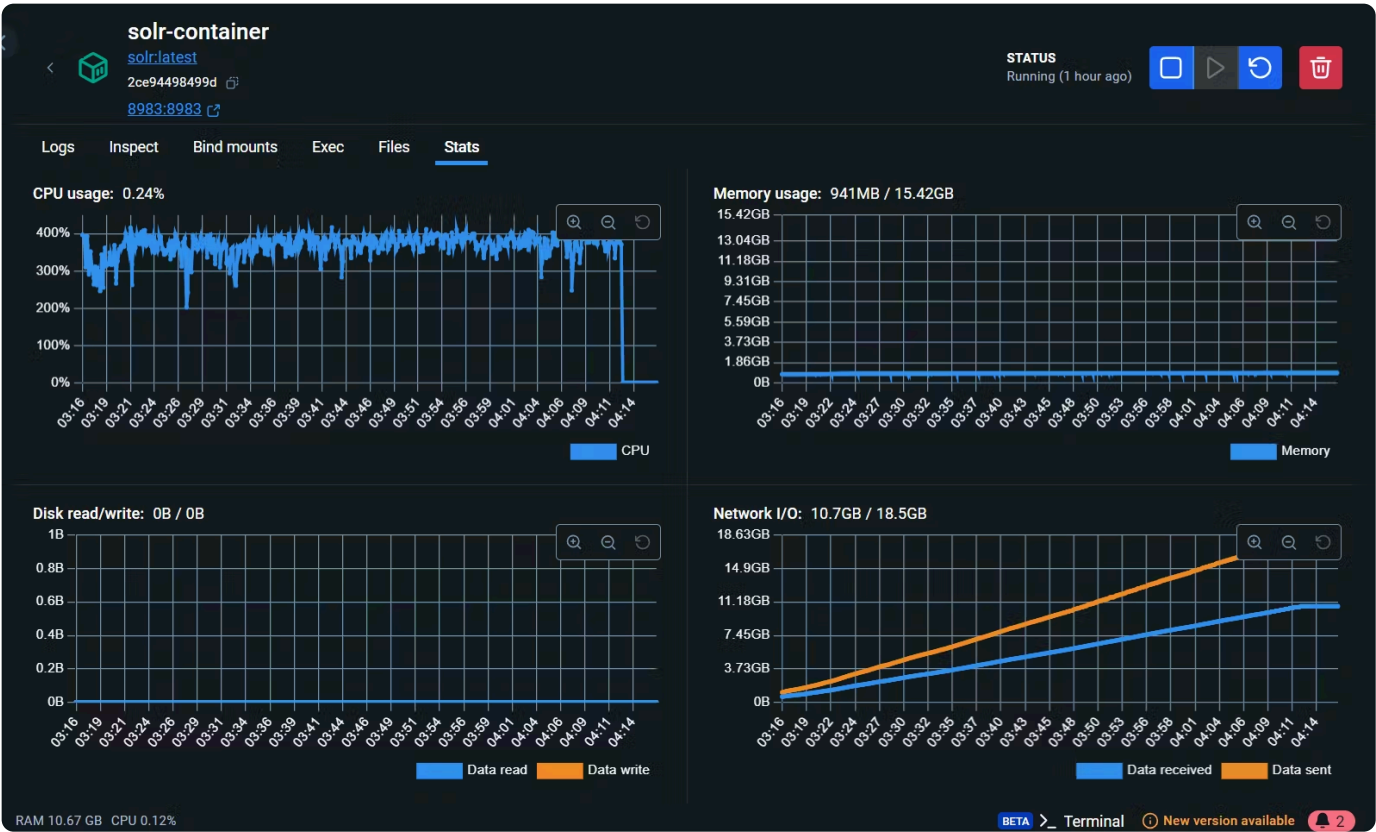 solr-container
solr:latest
2ce94498499d
8983:8983
STATUS
Running (1 hour ago)
Logs Inspect Bind mounts Exec Files Stats
CPU usage: 0.24%
400%
300%
200%
100%
0%
03:16 03:19 03:21 03:24 03:26 03:29 03:31 03:34 03:36 03:39 03:41 03:44 03:46 03:49 03:51 03:54 03:56 03:59 04:01 04:04 04:06 04:09 04:11 04:14
CPU
Memory usage: 941MB / 15.42GB
15.42GB
13.04GB
11.18GB
9.31GB
7.45GB
5.59GB
3.73GB
1.86GB
0B
03:16 03:19 03:22 03:24 03:27 03:30 03:32 03:35 03:37 03:40 03:43 03:45 03:48 03:50 03:53 03:56 03:58 04:01 04:04 04:06 04:09 04:11 04:14
Memory
Disk read/write: 0B / 0B
1B
0.8B
0.6B
0.4B
0.2B
0B
03:16 03:19 03:21 03:24 03:26 03:29 03:31 03:34 03:36 03:39 03:41 03:44 03:46 03:49 03:51 03:54 03:56 03:59 04:01 04:04 04:06 04:09 04:11 04:14
Data read Data write
Network I/O: 10.7GB / 18.5GB
18.63GB
14.9GB
11.18GB
7.45GB
3.73GB
0B
03:16 03:19 03:22 03:24 03:27 03:30 03:32 03:35 03:37 03:40 03:43 03:45 03:48 03:50 03:53 03:56 03:58 04:01 04:04 04:06 04:09 04:11 04:14
Data received Data sent
RAM 10.67 GB CPU 0.12%
BETA >_ Terminal New version available 2